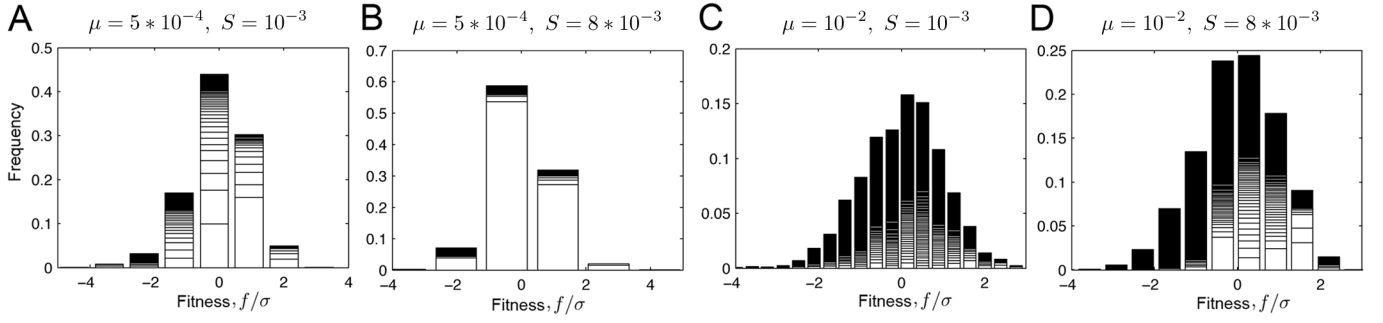 A
μ = 5 * 10⁻⁴, S = 10⁻³
0.5
0.4
0.3
0.2
0.1
0
Frequency
−4 −2 0 2 4
Fitness, f/σ
B
μ = 5 * 10⁻⁴, S = 8 * 10⁻³
0.7
0.6
0.5
0.4
0.3
0.2
0.1
0
−4 −2 0 2 4
Fitness, f/σ
C
μ = 10⁻², S = 10⁻³
0.2
0.15
0.1
0.05
0
−4 −2 0 2
Fitness, f/σ
D
μ = 10⁻², S = 8 * 10⁻³
0.25
0.2
0.15
0.1
0.05
0
−4 −2 0 2
Fitness, f/σ